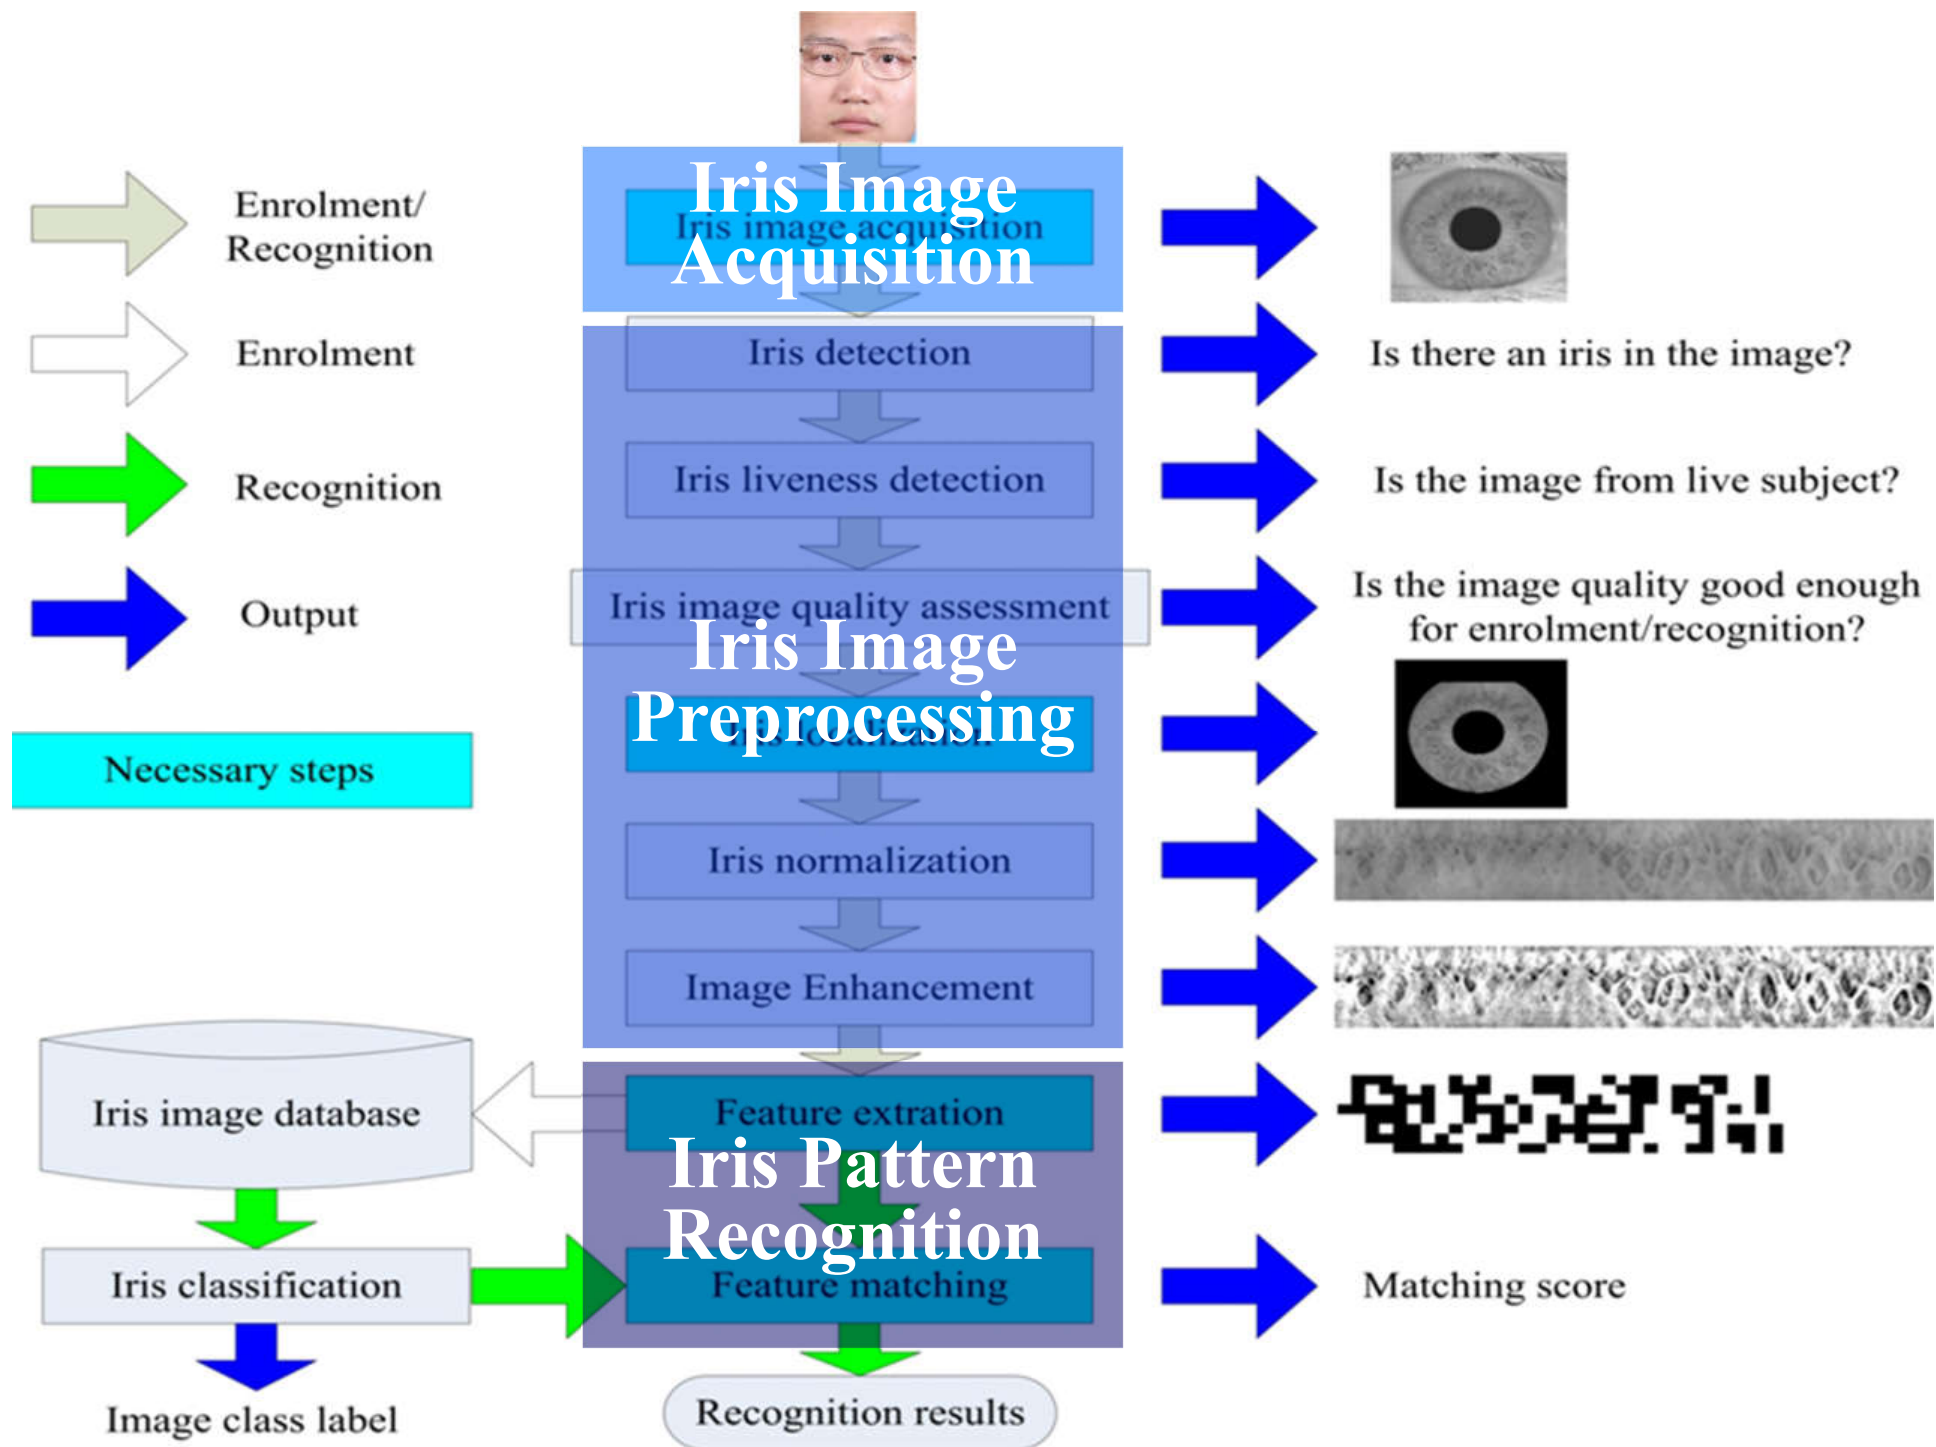 Iris Image
Acquisition
Iris image acquisition
Enrolment/
Recognition
Iris detection
Enrolment
Is there an iris in the image?
Iris liveness detection
Recognition
Is the image from live subject?
Iris image quality assessment
Output
Is the image quality good enough
for enrolment/recognition?
Iris Image
Preprocessing
Iris localization
Necessary steps
Iris normalization
Image Enhancement
Iris image database
Feature extration
Iris Pattern
Recognition
Iris classification
Feature matching
Matching score
Image class label
Recognition results